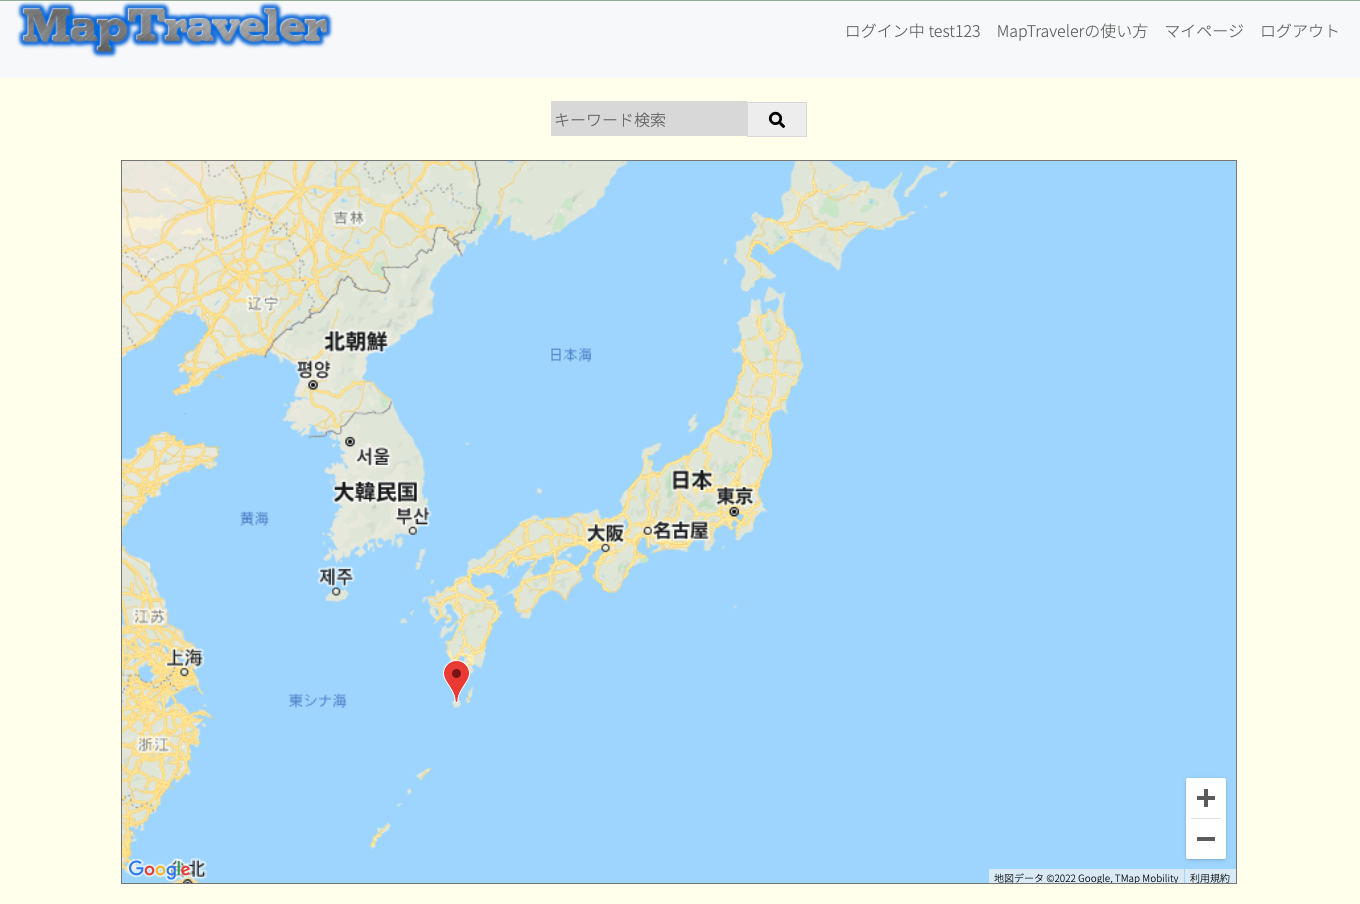 MapTraveler
ログイン中 test123 MapTravelerの使い方 マイページ ログアウト
キーワード検索
吉林
辽宁
北朝鮮
평양
日本海
서울
大韓民国
부산
黄海
日本
東京
大阪
名古屋
제주
江苏
上海
東シナ海
浙江
Google
北
地図データ ©2022 Google, TMap Mobility 利用規約